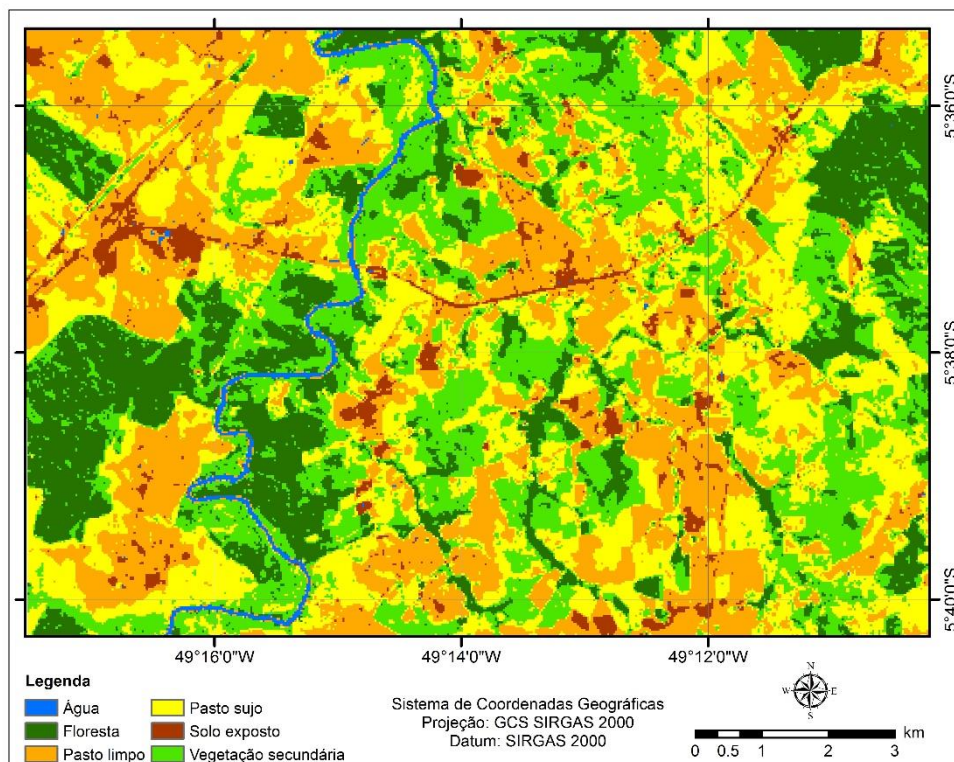 5°36'0"S
5°38'0"S
5°40'0"S
49°16'0"W
49°14'0"W
49°12'0"W
Legenda
Água
Floresta
Pasto limpo
Pasto sujo
Solo exposto
Vegetação secundária
Sistema de Coordenadas Geográficas
Projeção: GCS SIRGAS 2000
Datum: SIRGAS 2000
N
W E
S
km
0 0.5 1 2 3